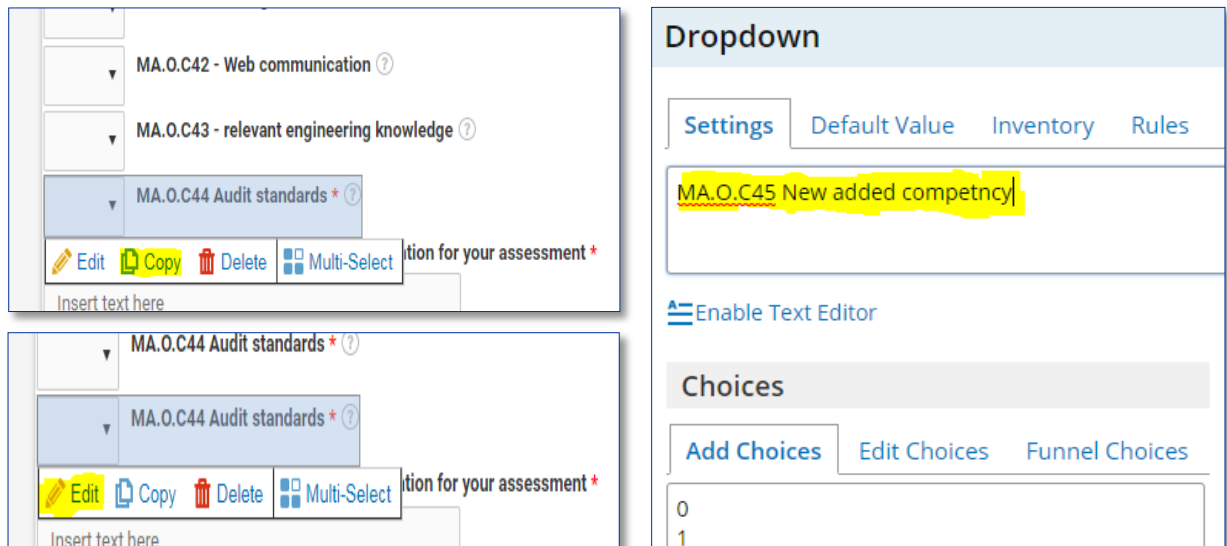 MA.O.C42 - Web communication ?
MA.O.C43 - relevant engineering knowledge ?
MA.O.C44 Audit standards * ?
Edit Copy Delete Multi-Select
tion for your assessment *
Insert text here
MA.O.C44 Audit standards * ?
MA.O.C44 Audit standards * ?
Edit Copy Delete Multi-Select
tion for your assessment *
Insert text here
Dropdown
Settings Default Value Inventory Rules
MA.O.C45 New added competncy
Enable Text Editor
Choices
Add Choices Edit Choices Funnel Choices
0
1